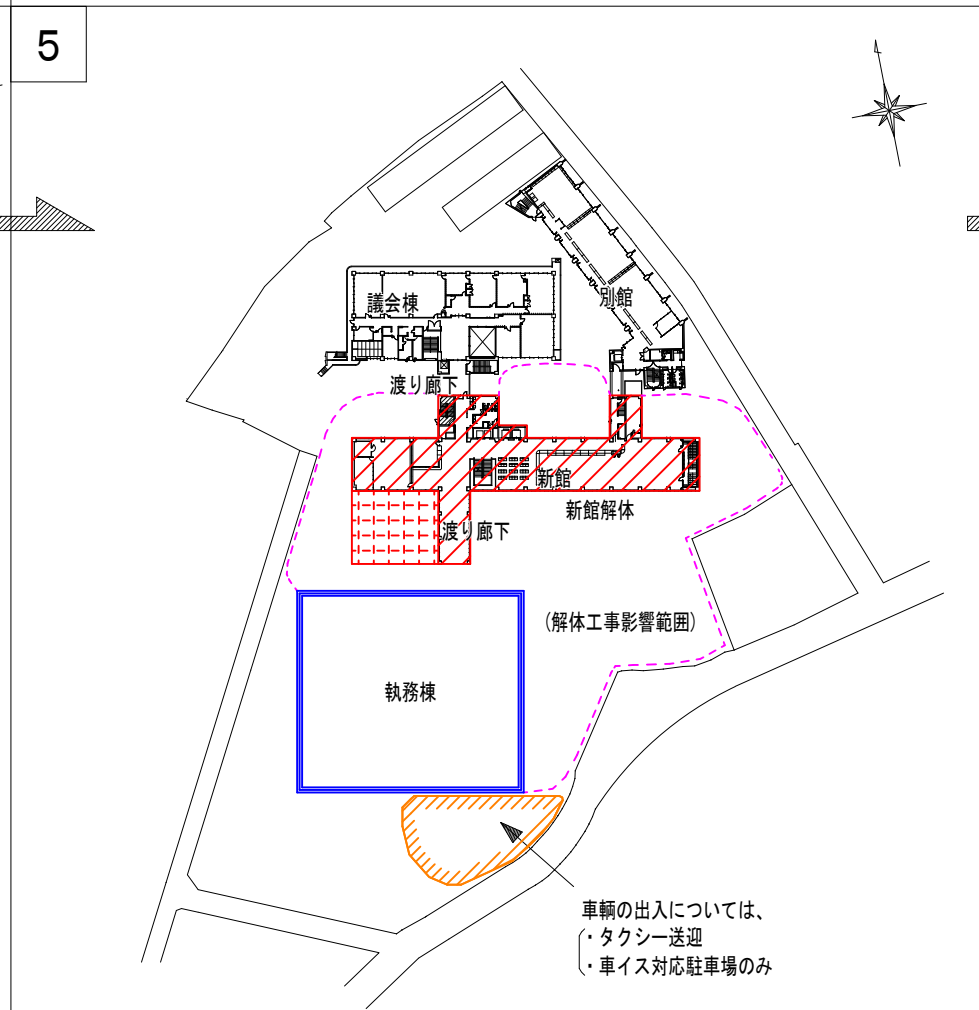 5
議会棟
別館
渡り廊下
新館
新館解体
渡り廊下
(解体工事影響範囲)
執務棟
車輌の出入については、
・タクシー送迎
・車イス対応駐車場のみ